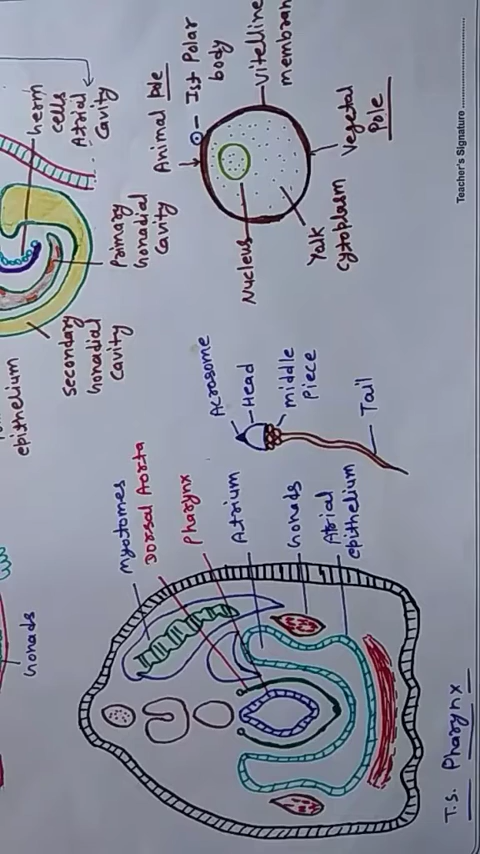 Germ
cells
Atrial
Cavity
Primary
Gonadial
Cavity
Secondary
Gonadial
Cavity
epithelium
Gonads
Animal Pole
Ist Polar
body
Vitelline
membran
Vegetal
Pole
Yolk
Cytoplasm
Nucleus
Acrosome
Head
middle
Piece
Tail
Myotomes
Dorsal Aorta
Pharynx
Atrium
Gonads
Atrial
epithelium
T.S. Pharynx
Teacher's Signature